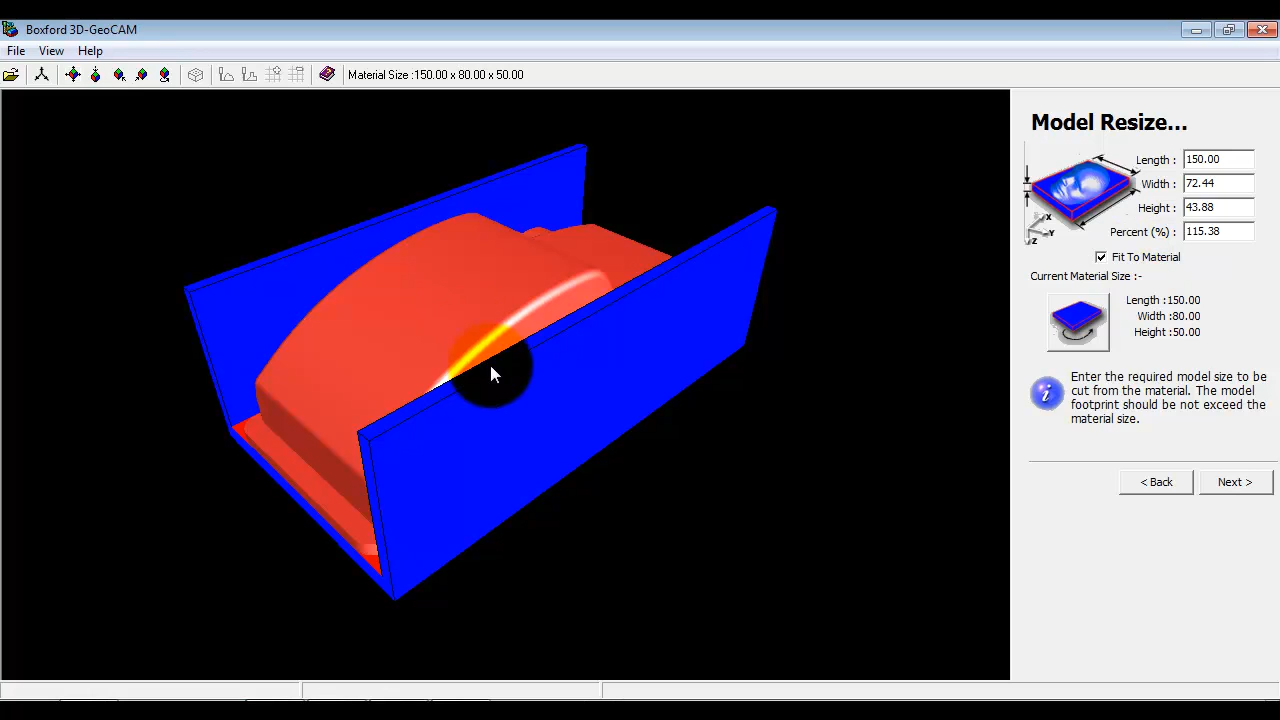 Boxford 3D-GeoCAM
File View Help
Material Size :150.00 x 80.00 x 50.00
Model Resize...
Length : 150.00
Width : 72.44
Height : 43.88
Percent (%) : 115.38
Fit To Material
Current Material Size :-
Length :150.00
Width :80.00
Height :50.00
Enter the required model size to be
cut from the material. The model
footprint should be not exceed the
material size.
< Back Next >
X
Y
Z